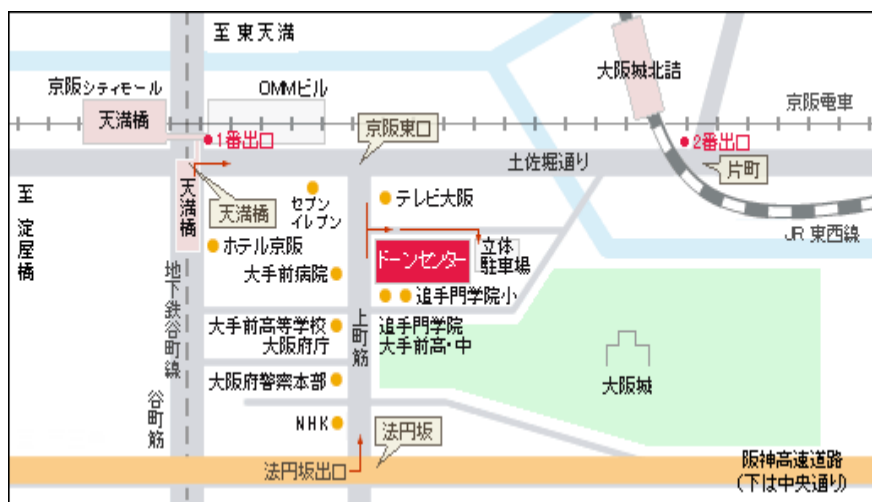 至 東天満
京阪シティモール
OMMビル
大阪城北詰
天満橋
京阪電車
1番出口
京阪東口
2番出口
土佐堀通り
片町
至 淀屋橋
天満橋
天満橋
セブン
イレブン
テレビ大阪
JR 東西線
ホテル京阪
ドーンセンター
立体
駐車場
大手前病院
追手門学院小
地下鉄谷町線
大手前高等学校
大阪府庁
上町筋
追手門学院
大手前高・中
大阪府警察本部
大阪城
谷町筋
NHK
法円坂
法円坂出口
阪神高速道路
(下は中央通り)